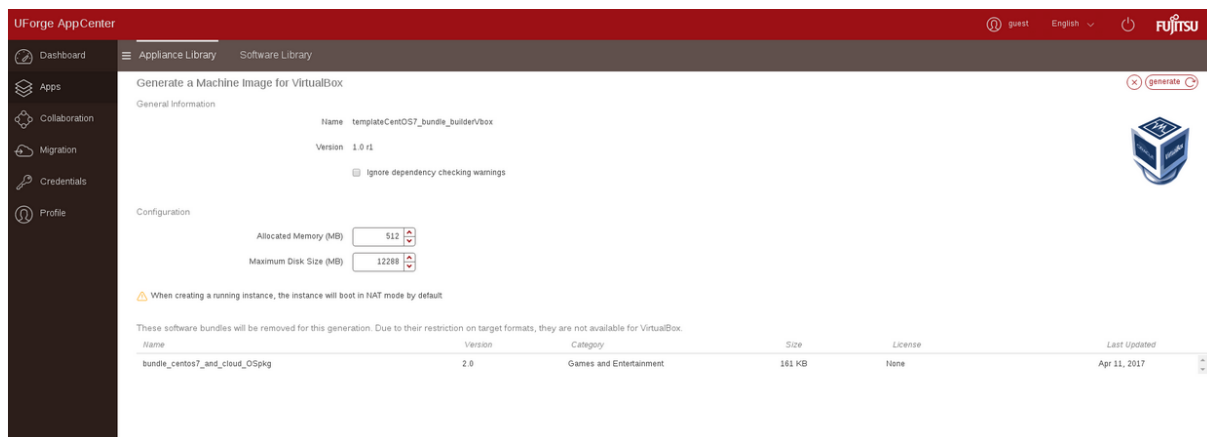 UForge AppCenter
guest English
FUJITSU
Dashboard
Apps
Collaboration
Migration
Credentials
Profile
Appliance Library Software Library
Generate a Machine Image for VirtualBox
generate
General Information
Name templateCentOS7_bundle_builderVbox
Version 1.0 r1
Ignore dependency checking warnings
VirtualBox
Configuration
Allocated Memory (MB) 512
Maximum Disk Size (MB) 12288
When creating a running instance, the instance will boot in NAT mode by default
These software bundles will be removed for this generation. Due to their restriction on target formats, they are not available for VirtualBox.
Name Version Category Size License Last Updated
bundle_centos7_and_cloud_OSpkg 2.0 Games and Entertainment 161 KB None Apr 11, 2017